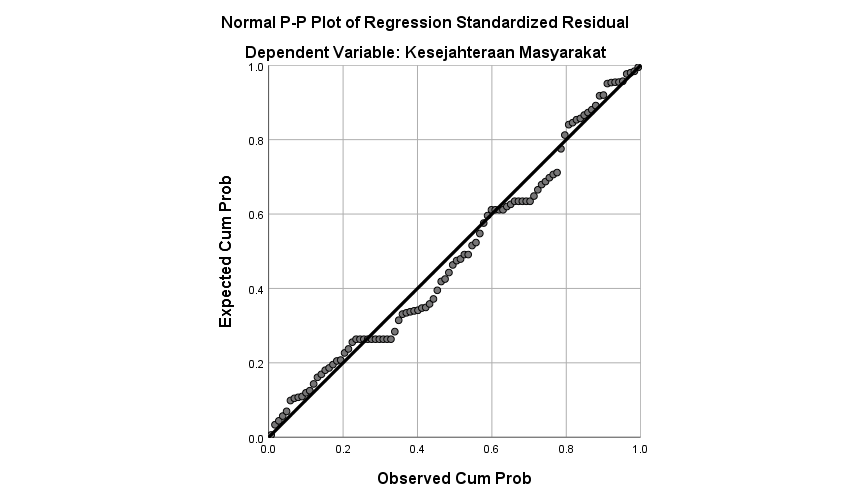 Normal P-P Plot of Regression Standardized Residual
Dependent Variable: Kesejahteraan Masyarakat
Expected Cum Prob
1.0
0.8
0.6
0.4
0.2
0.0
0.0 0.2 0.4 0.6 0.8 1.0
Observed Cum Prob